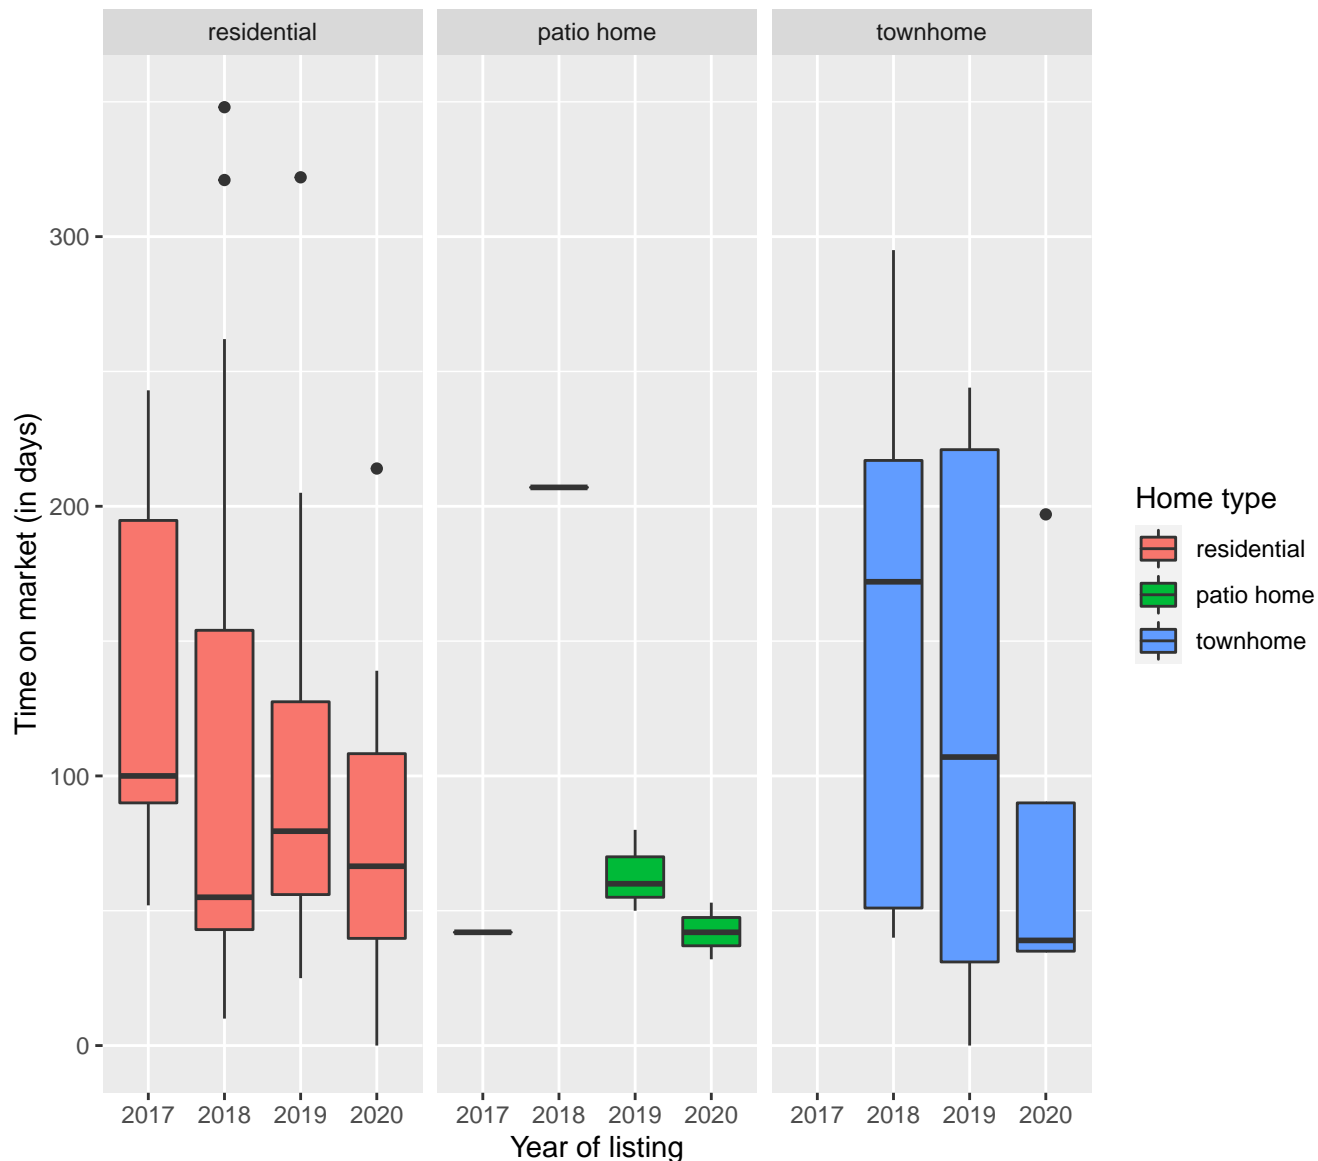 residential
patio home
townhome
Time on market (in days)
300
200
100
0
2017 2018 2019 2020
2017 2018 2019 2020
2017 2018 2019 2020
Year of listing
Home type
residential
patio home
townhome